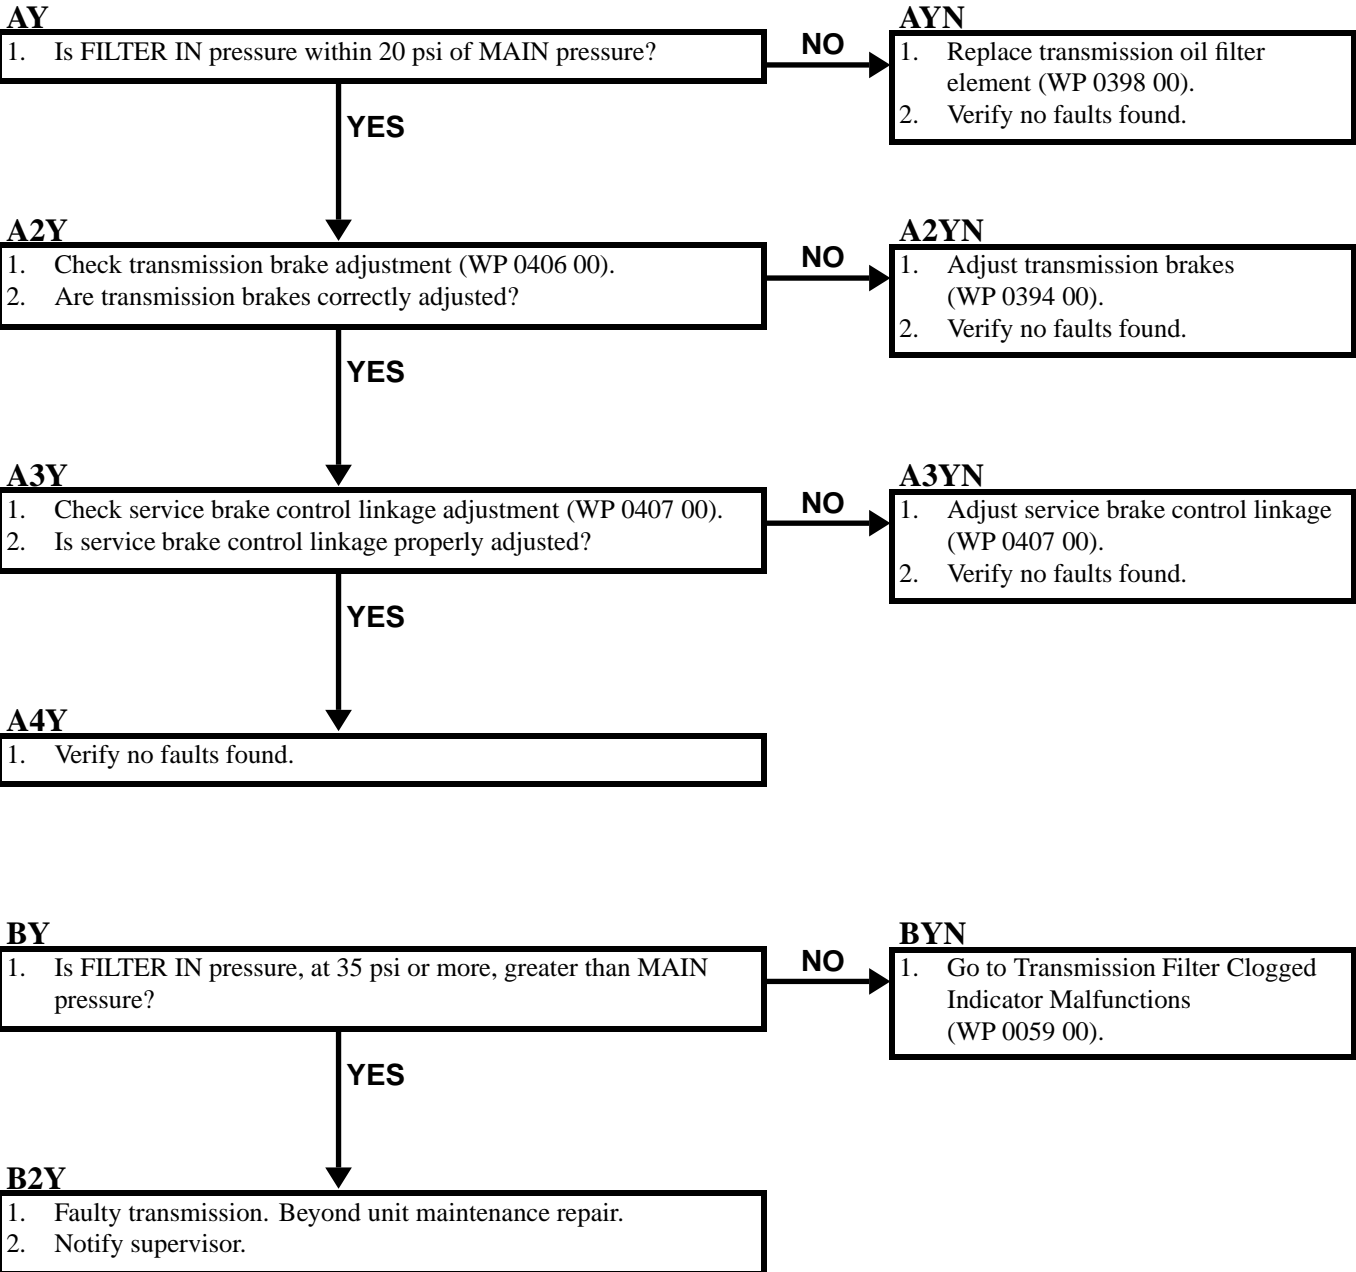 AY
1. Is FILTER IN pressure within 20 psi of MAIN pressure?
NO
AYN
1. Replace transmission oil filter
element (WP 0398 00).
2. Verify no faults found.
YES
A2Y
1. Check transmission brake adjustment (WP 0406 00).
2. Are transmission brakes correctly adjusted?
NO
A2YN
1. Adjust transmission brakes
(WP 0394 00).
2. Verify no faults found.
YES
A3Y
1. Check service brake control linkage adjustment (WP 0407 00).
2. Is service brake control linkage properly adjusted?
NO
A3YN
1. Adjust service brake control linkage
(WP 0407 00).
2. Verify no faults found.
YES
A4Y
1. Verify no faults found.
BY
1. Is FILTER IN pressure, at 35 psi or more, greater than MAIN
pressure?
NO
BYN
1. Go to Transmission Filter Clogged
Indicator Malfunctions
(WP 0059 00).
YES
B2Y
1. Faulty transmission. Beyond unit maintenance repair.
2. Notify supervisor.